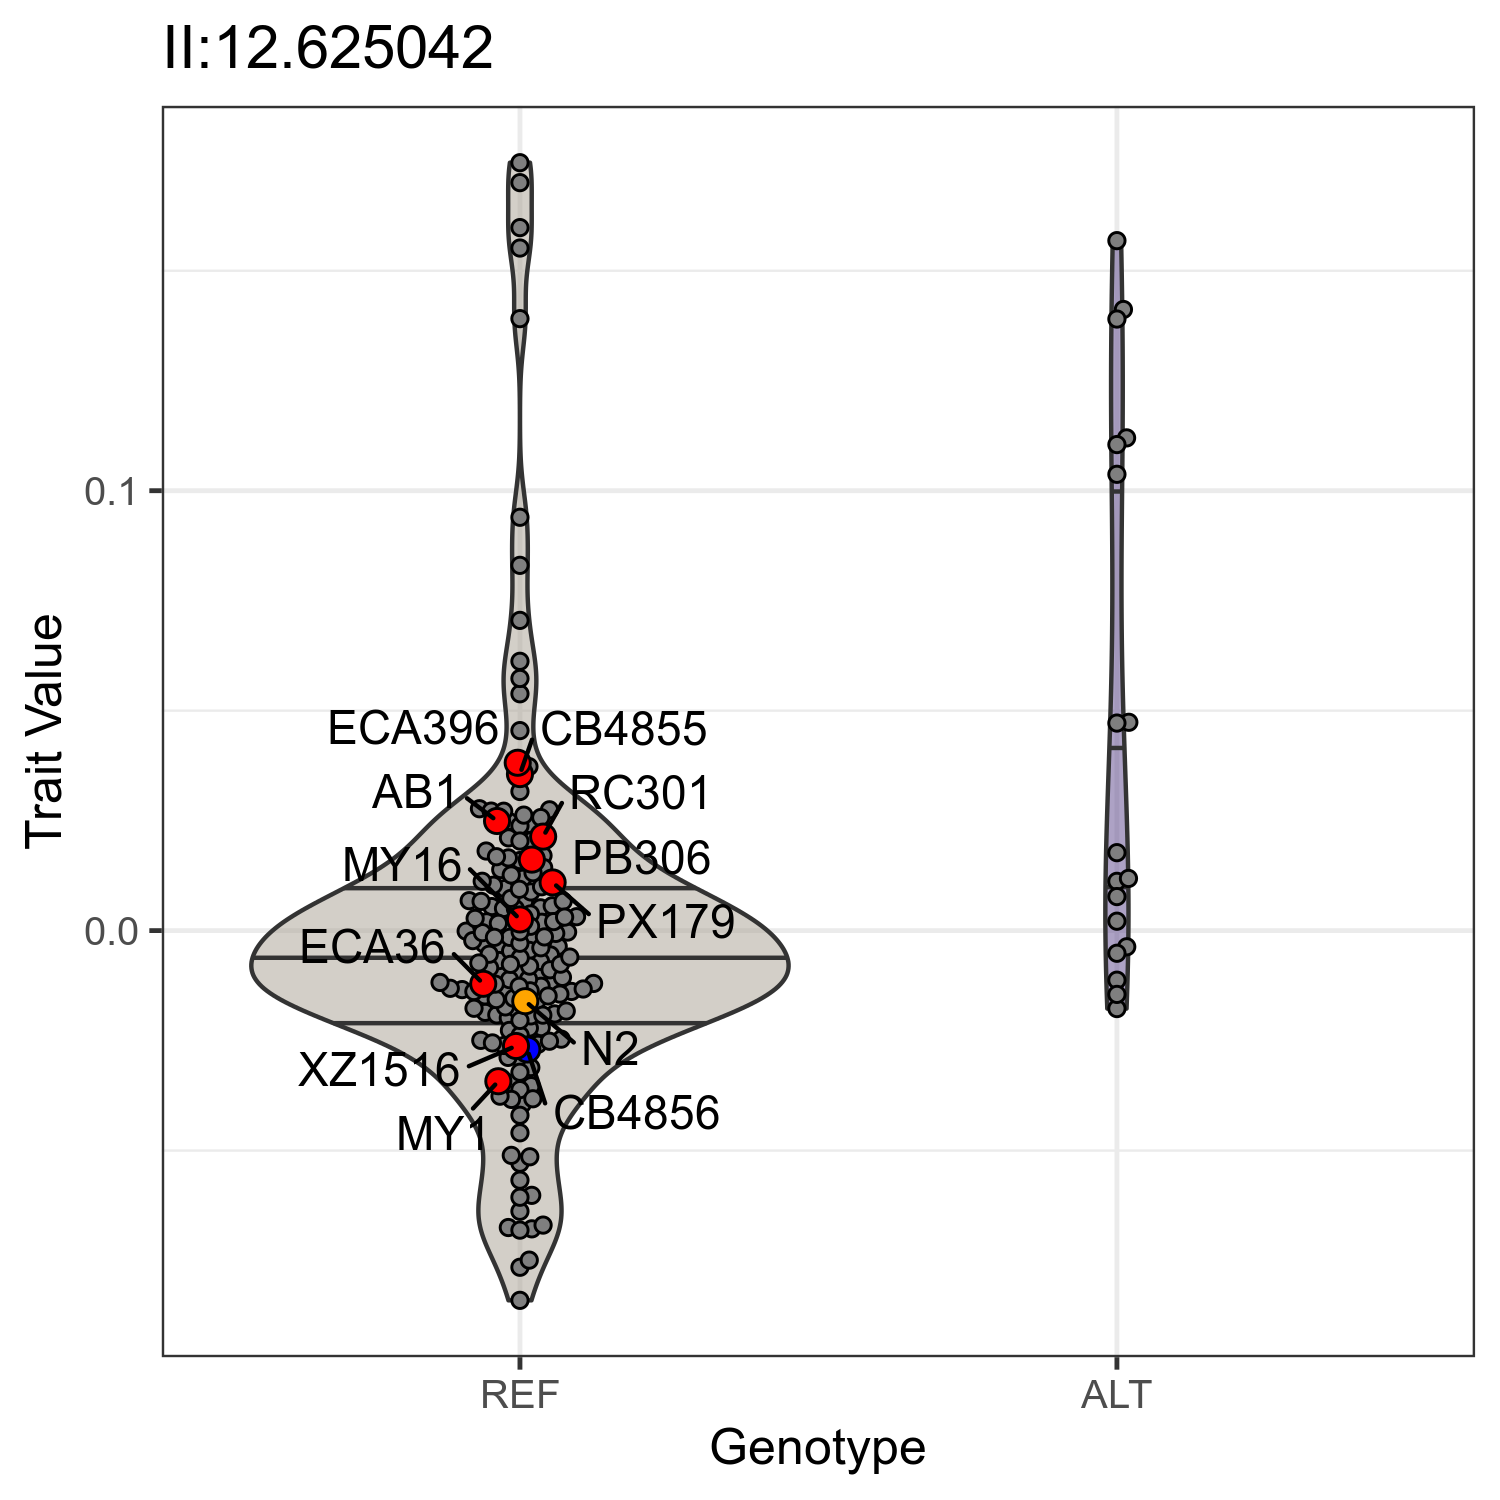 II:12.625042
Trait Value
0.1
0.0
ECA396
CB4855
AB1
RC301
MY16
PB306
PX179
ECA36
N2
XZ1516
CB4856
MY1
REF
ALT
Genotype